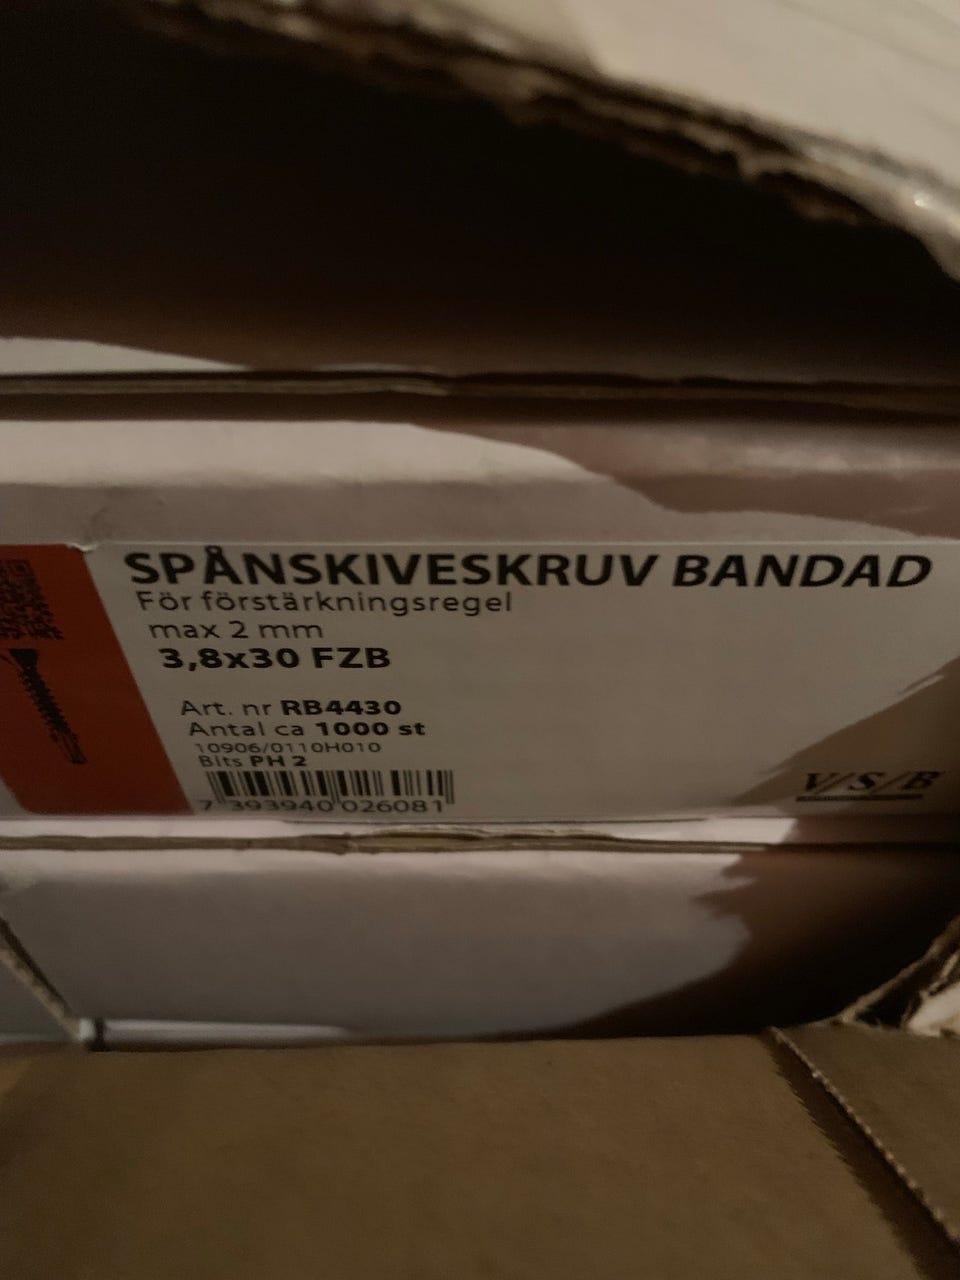 SPÅNSKIVESKRUV BANDAD
För förstärkningsregel
max 2 mm
3,8x30 FZB
Art. nr RB4430
Antal ca 1000 st
10906/0110H010
Bits PH 2
7 393940 026081
V/S/B